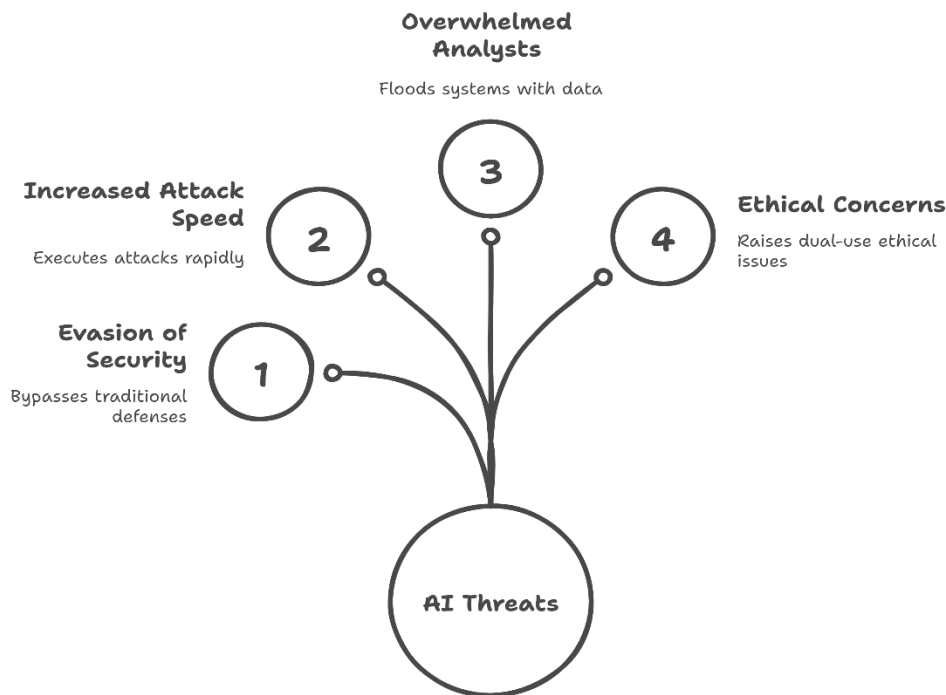 Overwhelmed
Analysts
Floods systems with data
3
Increased Attack
Speed
Executes attacks rapidly
2
4
Ethical Concerns
Raises dual-use ethical
issues
Evasion of
Security
Bypasses traditional
defenses
1
AI Threats